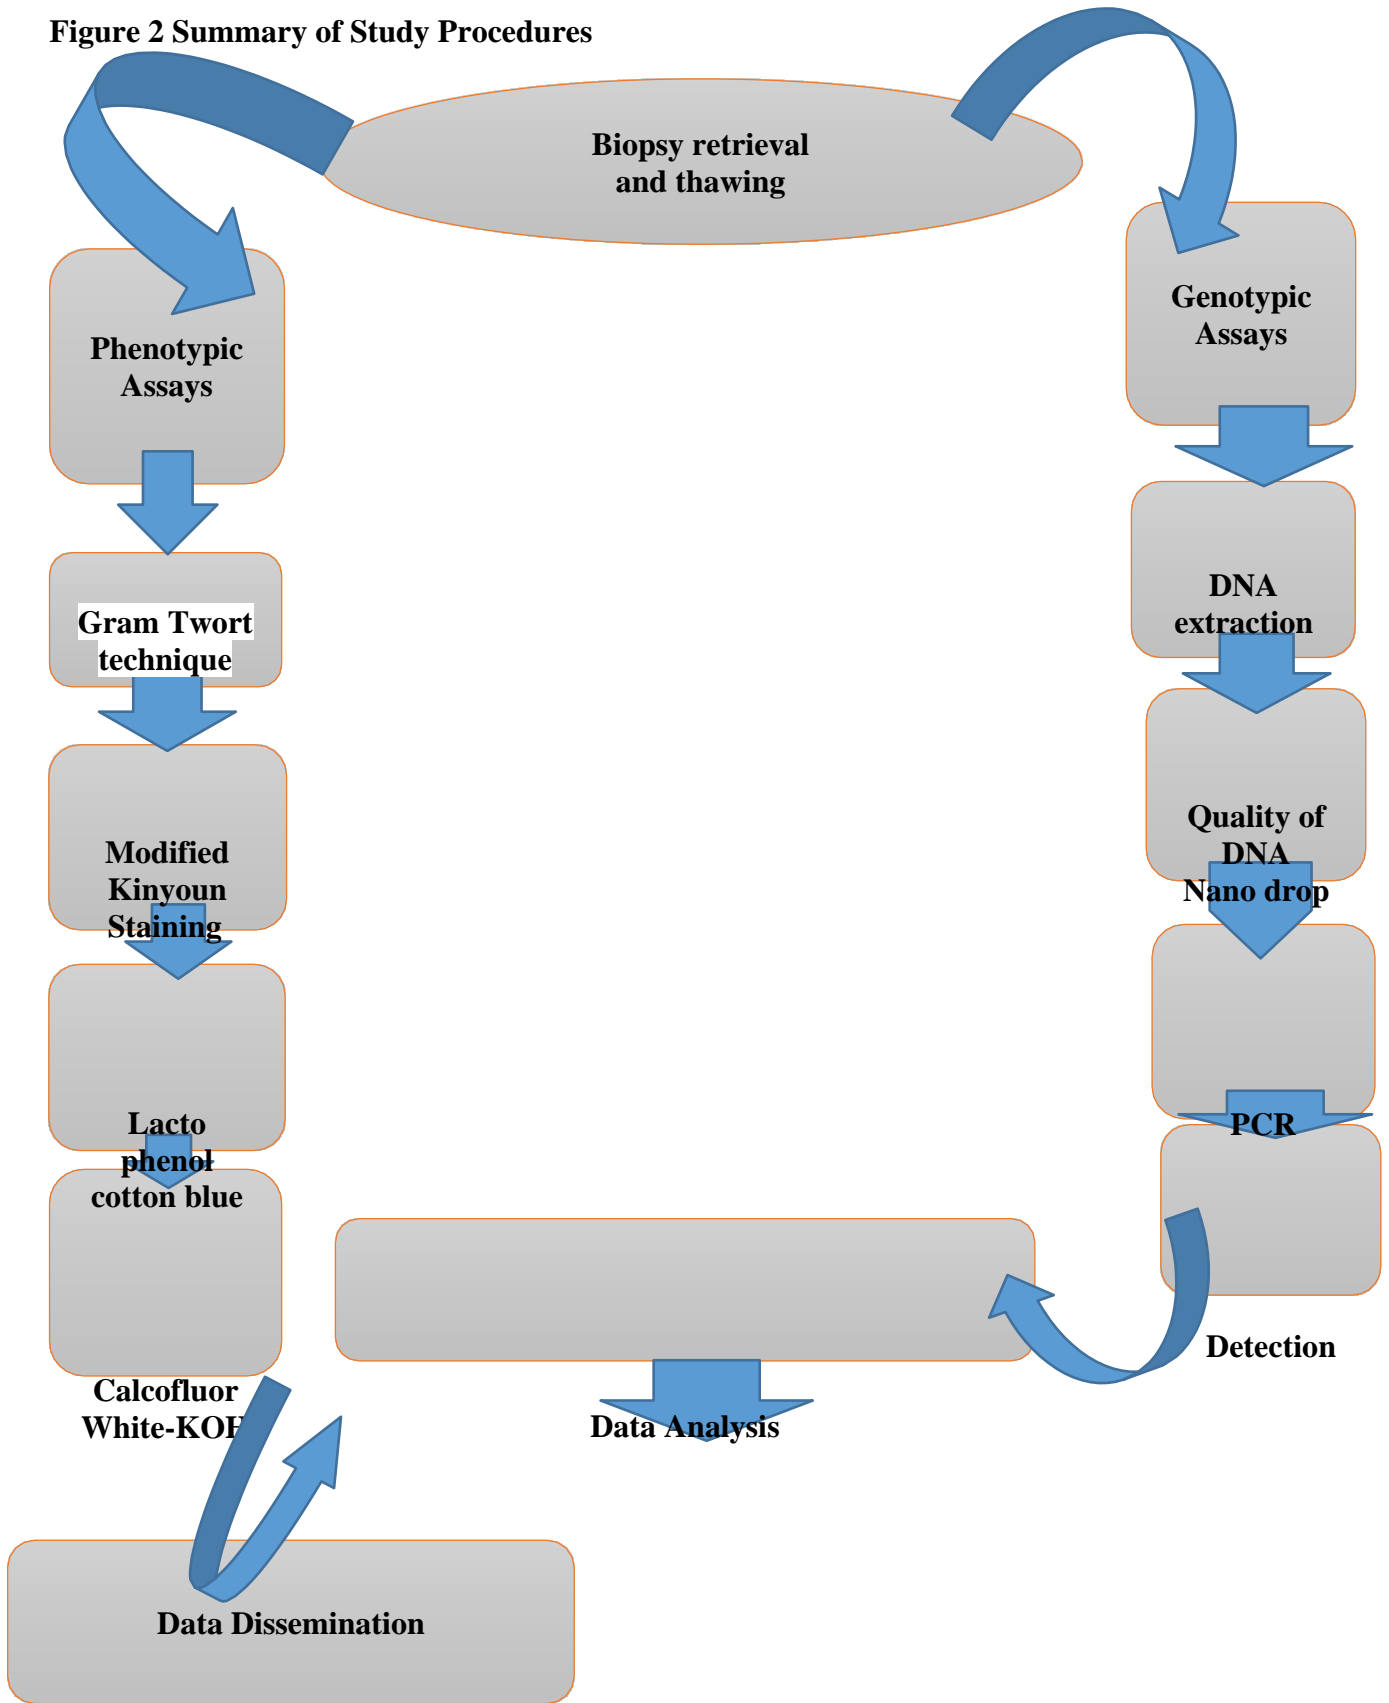 Figure 2 Summary of Study Procedures
Biopsy retrieval
and thawing
Phenotypic
Assays
Gram Twort
technique
Modified
Kinyoun
Staining
Lacto
phenol
cotton blue
Calcofluor
White-KOH
Genotypic
Assays
DNA
extraction
Quality of
DNA
Nano drop
PCR
Detection
Data Analysis
Data Dissemination